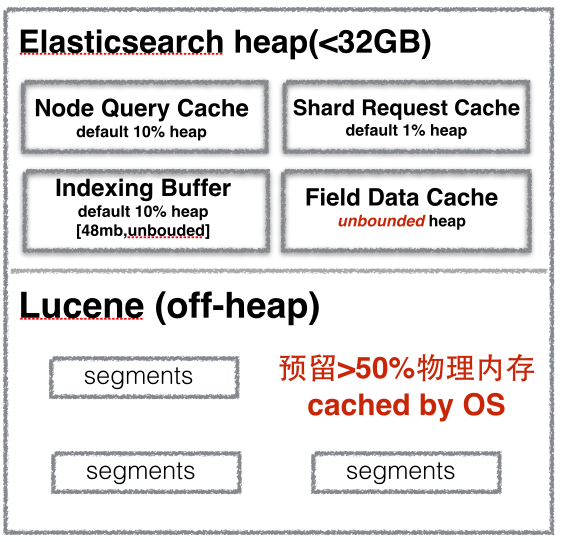 Elasticsearch heap(<32GB)
Node Query Cache
default 10% heap
Shard Request Cache
default 1% heap
Indexing Buffer
default 10% heap
[48mb,unbouded]
Field Data Cache
unbounded heap
Lucene (off-heap)
segments
预留>50%物理内存
cached by OS
segments
segments